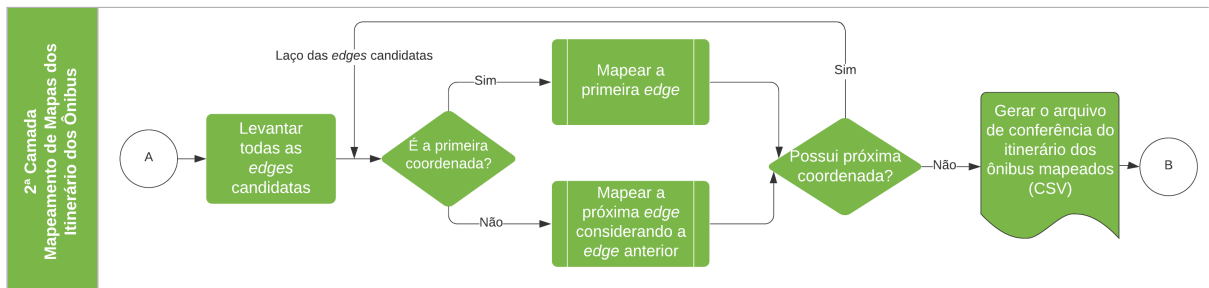 2ª Camada
Mapeamento de Mapas dos
Itinerário dos Ônibus
A
Levantar
todas as
edges
candidatas
Laço das edges candidatas
É a primeira
coordenada?
Sim
Mapear a
primeira edge
Não
Mapear a
próxima edge
considerando a
edge anterior
Sim
Possui próxima
coordenada?
Não
Gerar o arquivo
de conferência do
itinerário dos
ônibus mapeados
(CSV)
B